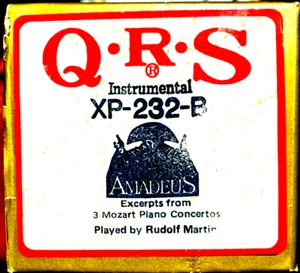 Q·R·S
®
Instrumental
XP-232-B
AMADEUS
Excerpts from
3 Mozart Piano Concertos
Played by Rudolf Martin